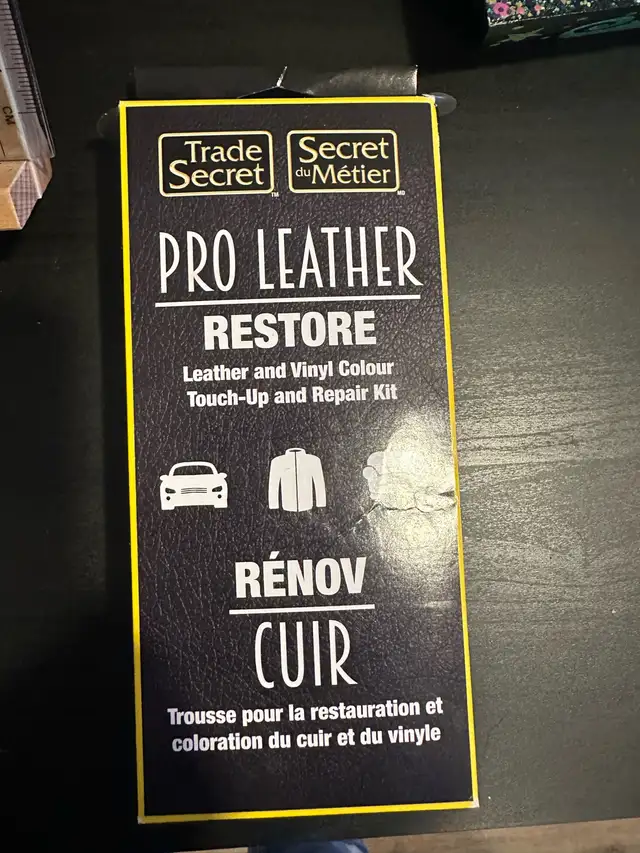 Trade
Secret
TM
Secret
du Métier
MD
PRO LEATHER
RESTORE
Leather and Vinyl Colour
Touch-Up and Repair Kit
RÉNOV
CUIR
Trousse pour la restauration et
coloration du cuir et du vinyle
CM